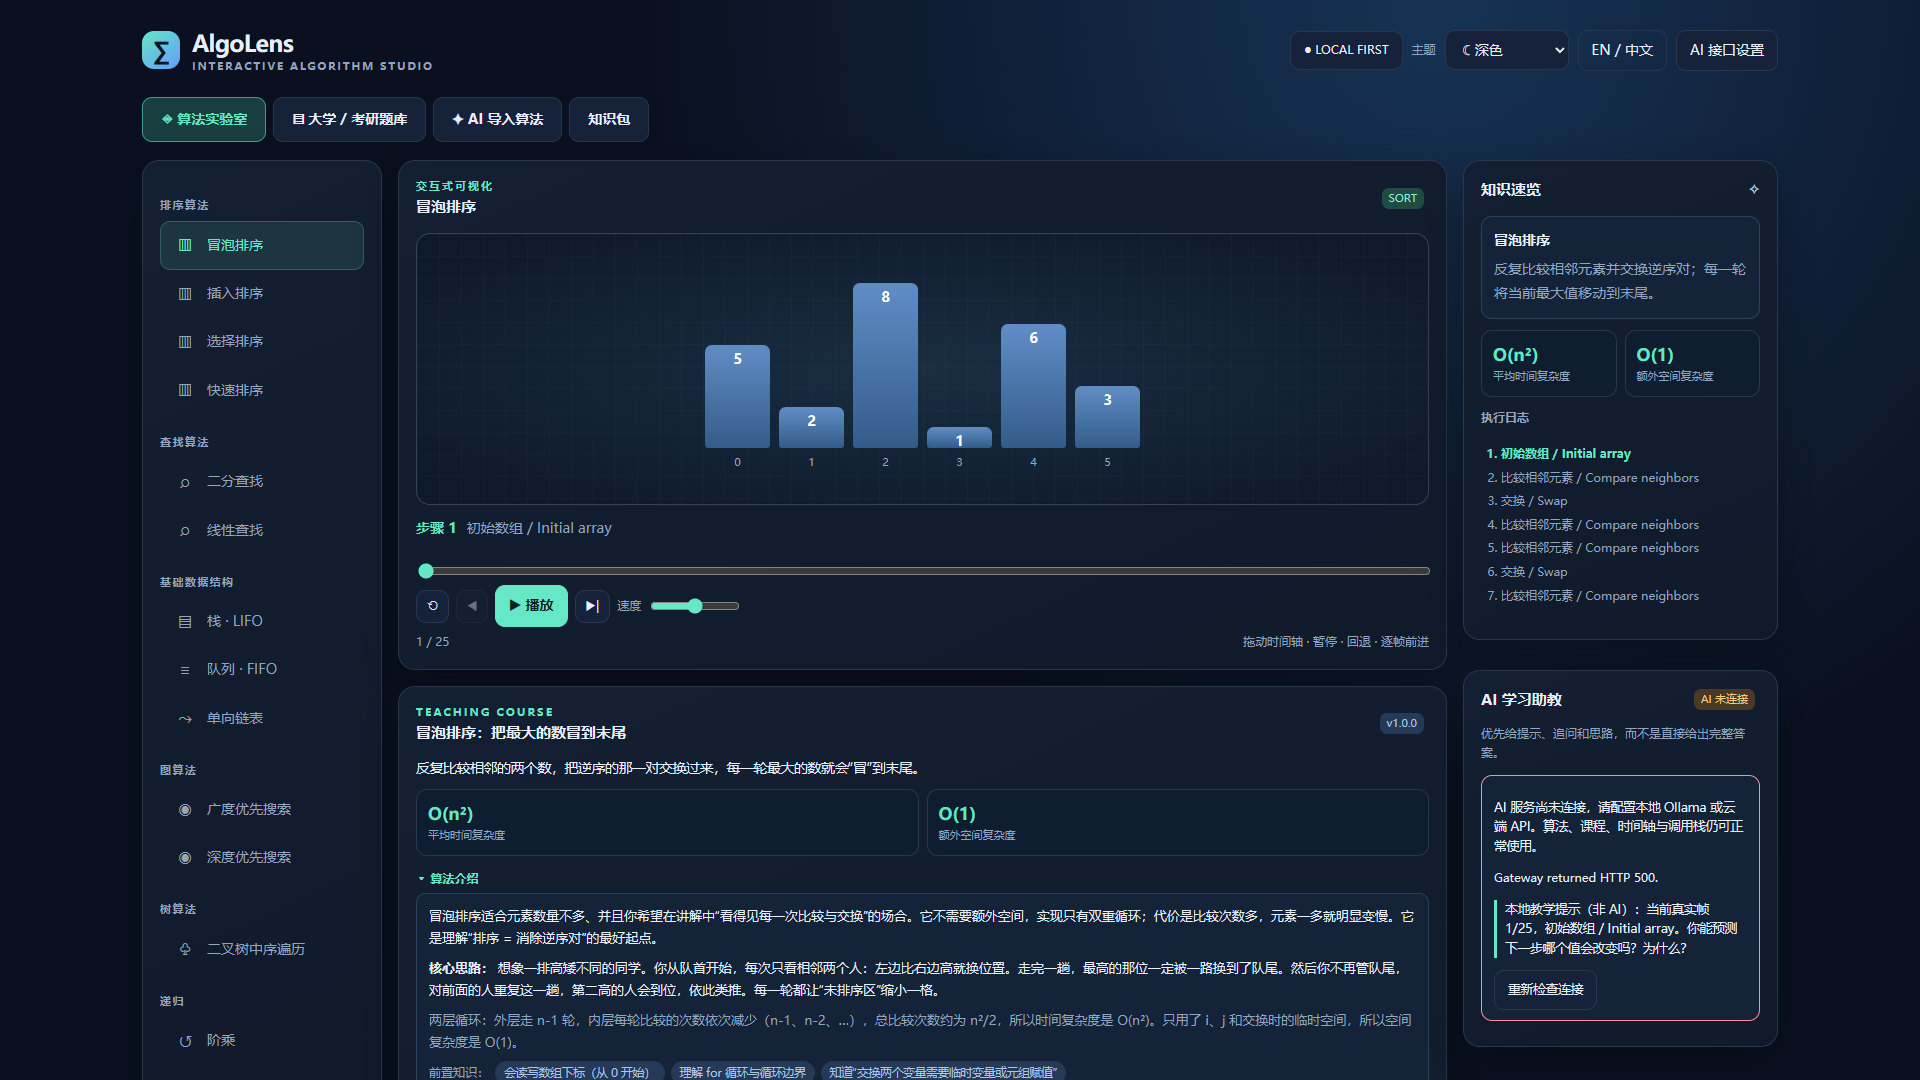 ∑
AlgoLens
INTERACTIVE ALGORITHM STUDIO
● LOCAL FIRST
主题
☾ 深色
EN / 中文
AI 接口设置
◈ 算法实验室
大学 / 考研题库
✦ AI 导入算法
知识包
排序算法
冒泡排序
插入排序
选择排序
快速排序
查找算法
二分查找
线性查找
基础数据结构
栈 · LIFO
队列 · FIFO
单向链表
图算法
广度优先搜索
深度优先搜索
树算法
二叉树中序遍历
递归
阶乘
交互式可视化
冒泡排序
SORT
5
2
8
1
6
3
0
1
2
3
4
5
步骤 1 初始数组 / Initial array
▶ 播放
速度
1 / 25
拖动时间轴 · 暂停 · 回退 · 逐帧前进
TEACHING COURSE
冒泡排序：把最大的数冒到末尾
v1.0.0
反复比较相邻的两个数，把逆序的那一对交换过来，每一轮最大的数就会“冒”到末尾。
O(n²)
平均时间复杂度
O(1)
额外空间复杂度
算法介绍
冒泡排序适合元素数量不多、并且你希望在讲解中“看得见每一次比较与交换”的场合。它不需要额外空间，实现只有双重循环；代价是比较次数多，元素一多就明显变慢。它
是理解“排序 = 消除逆序对”的最好起点。
核心思路： 想象一排高矮不同的同学。你从队首开始，每次只看相邻两个人：左边比右边高就换位置。走完一趟，最高的那位一定被一路换到了队尾。然后你不再管队尾，
对前面的人重复这一趟，第二高的人会到位，依此类推。每一轮都让“未排序区”缩小一格。
两层循环：外层走 n-1 轮，内层每轮比较的次数依次减少（n-1、n-2、…），总比较次数约为 n²/2，所以时间复杂度是 O(n²)。只用了 i、j 和交换时的临时空间，所以空间
复杂度是 O(1)。
前置知识： 会读写数组下标（从 0 开始） 理解 for 循环与循环边界 知道“交换两个变量需要临时变量或元组赋值”
知识速览
冒泡排序
反复比较相邻元素并交换逆序对；每一轮
将当前最大值移动到末尾。
O(n²)
平均时间复杂度
O(1)
额外空间复杂度
执行日志
1. 初始数组 / Initial array
2. 比较相邻元素 / Compare neighbors
3. 交换 / Swap
4. 比较相邻元素 / Compare neighbors
5. 比较相邻元素 / Compare neighbors
6. 交换 / Swap
7. 比较相邻元素 / Compare neighbors
AI 学习助教
AI 未连接
优先给提示、追问和思路，而不是直接给出完整答
案。
AI 服务尚未连接，请配置本地 Ollama 或云
端 API。算法、课程、时间轴与调用栈仍可正
常使用。
Gateway returned HTTP 500.
本地教学提示（非 AI）：当前真实帧
1/25，初始数组 / Initial array。你能预测
下一步哪个值会改变吗？为什么？
重新检查连接